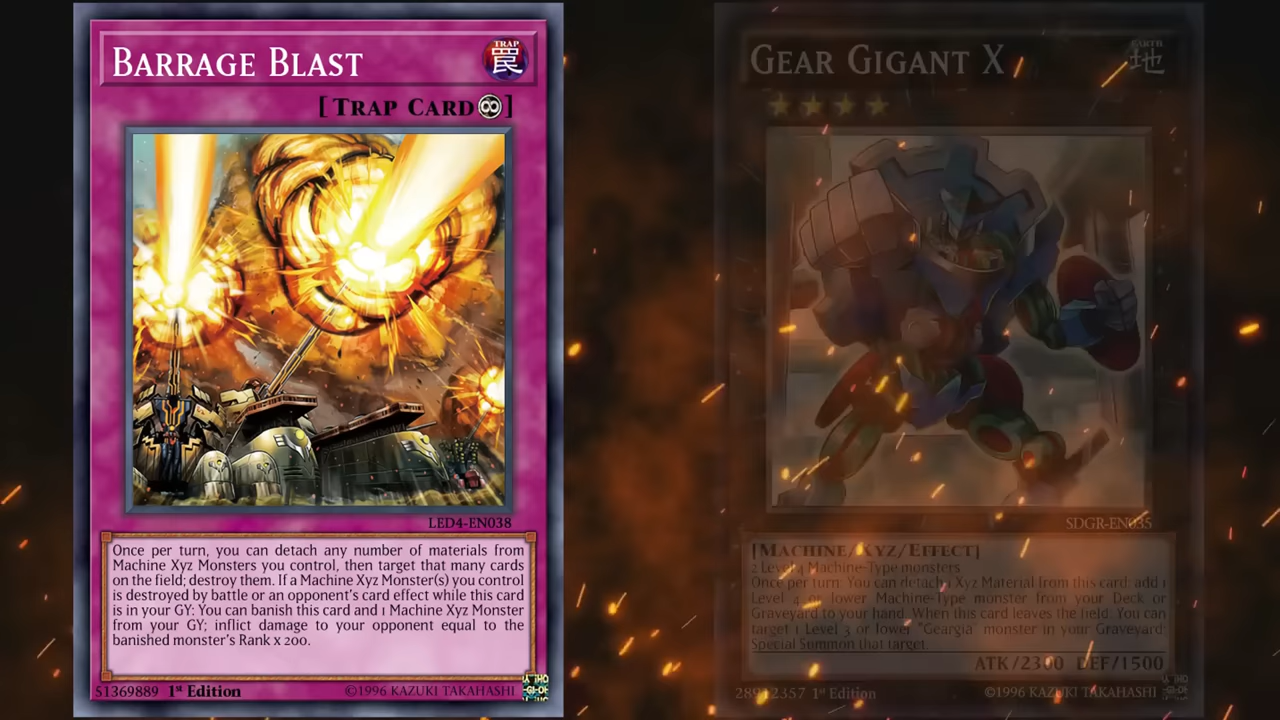 BARRAGE BLAST
TRAP
罠
[TRAP CARD]
LED4-EN038
Once per turn, you can detach any number of materials from
Machine Xyz Monsters you control, then target that many cards
on the field; destroy them. If a Machine Xyz Monster(s) you control
is destroyed by battle or an opponent's card effect while this card
is in your GY: You can banish this card and 1 Machine Xyz Monster
from your GY; inflict damage to your opponent equal to the
banished monster's Rank x 200.
51369889 1st Edition ©1996 KAZUKI TAKAHASHI
GEAR GIGANT X
EARTH
地
SDGR-EN035
[MACHINE/XYZ/EFFECT]
2 Level 4 Machine-Type monsters
Once per turn: You can detach 1 Xyz Material from this card; add 1
Level 4 or lower Machine-Type monster from your Deck or
Graveyard to your hand. When this card leaves the field: You can
target 1 Level 3 or lower "Geargia" monster in your Graveyard;
Special Summon that target.
ATK/2300 DEF/1500
1st Edition ©1996 KAZUKI TAKAHASHI